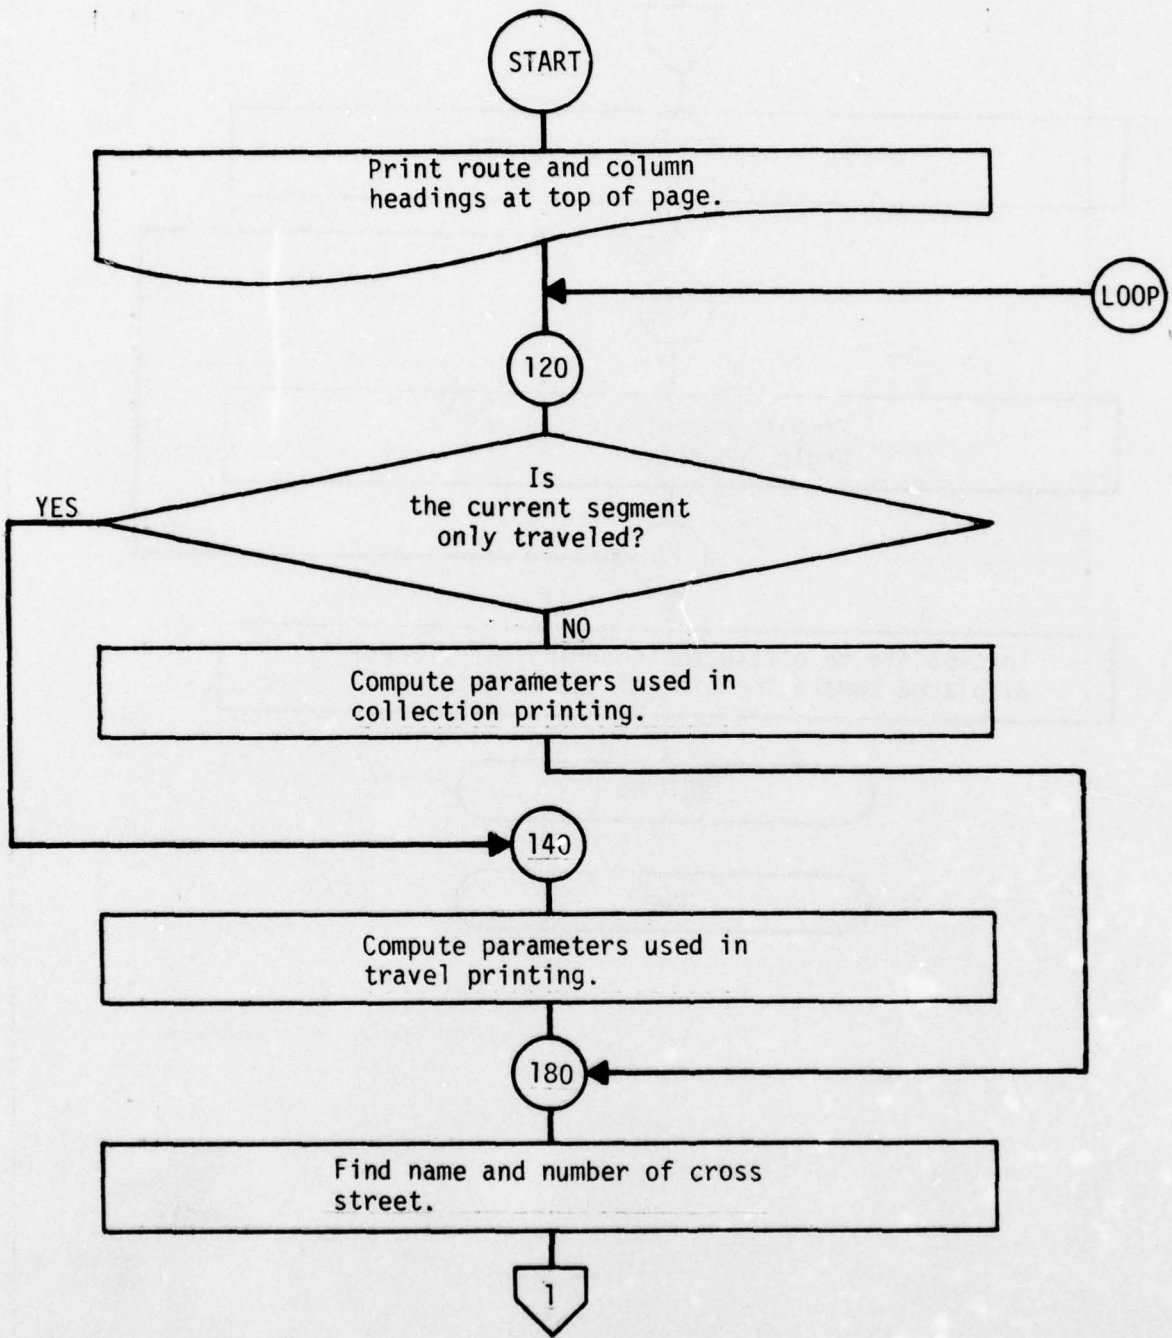 START
Print route and column
headings at top of page.
LOOP
120
Is
the current segment
only traveled?
YES
NO
Compute parameters used in
collection printing.
140
Compute parameters used in
travel printing.
180
Find name and number of cross
street.
1